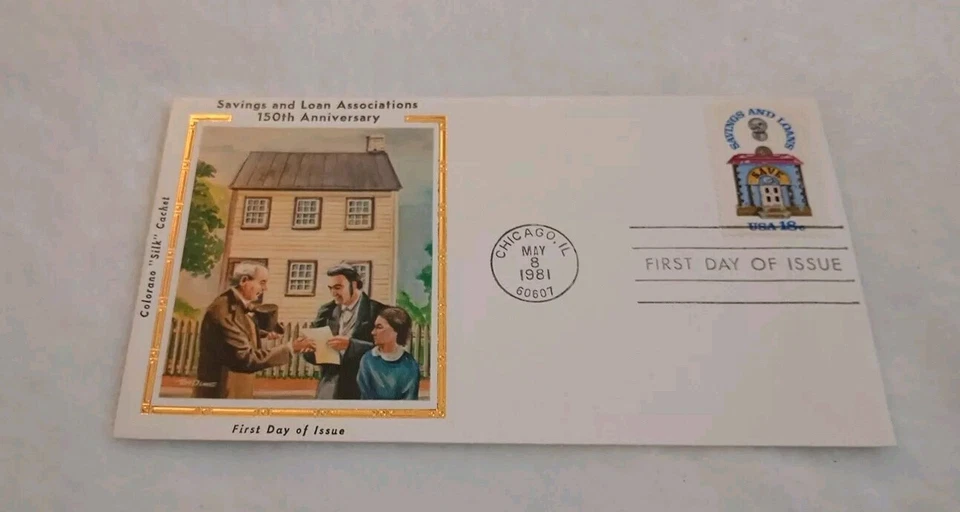 Savings and Loan Associations
150th Anniversary
Colorano "Silk" Cachet
First Day of Issue
CHICAGO, IL
MAY
8
1981
60607
SAVINGS AND LOANS
SAVE
USA 18c
FIRST DAY OF ISSUE